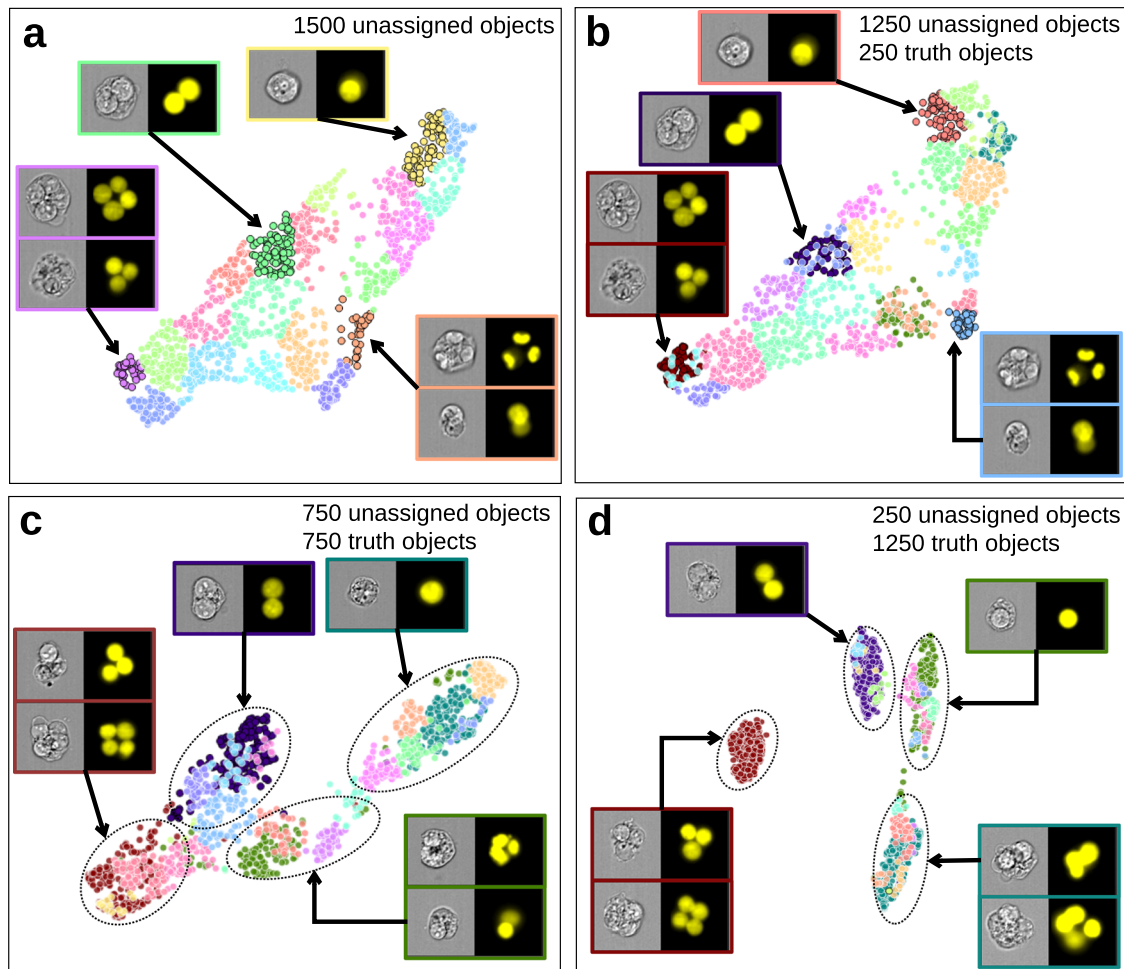 a
1500 unassigned objects
b
1250 unassigned objects
250 truth objects
c
750 unassigned objects
750 truth objects
d
250 unassigned objects
1250 truth objects